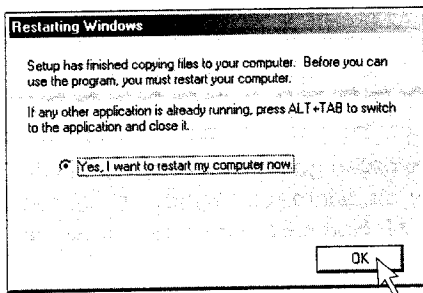 Restarting Windows
Setup has finished copying files to your computer. Before you can
use the program, you must restart your computer.
If any other application is already running, press ALT+TAB to switch
to the application and close it.
Yes, I want to restart my computer now.
OK